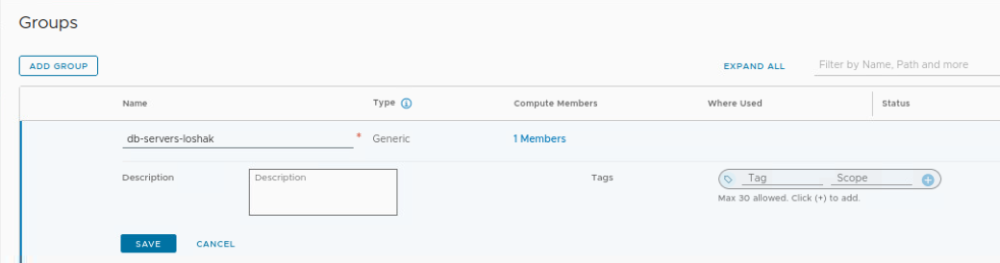 Groups
ADD GROUP
EXPAND ALL
Filter by Name, Path and more
Name Type Compute Members Where Used Status
db-servers-loshak * Generic 1 Members
Description Description Tags Tag Scope
Max 30 allowed. Click (+) to add.
SAVE CANCEL